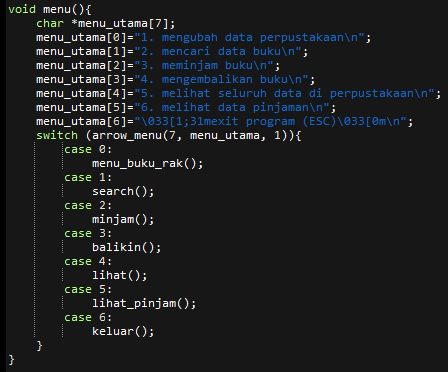 void menu(){
    char *menu_utama[7];
    menu_utama[0]="1. mengubah data perpustakaan\n";
    menu_utama[1]="2. mencari data buku\n";
    menu_utama[2]="3. meminjam buku\n";
    menu_utama[3]="4. mengembalikan buku\n";
    menu_utama[4]="5. melihat seluruh data di perpustakaan\n";
    menu_utama[5]="6. melihat data pinjaman\n";
    menu_utama[6]="\033[1;31mexit program (ESC)\033[0m\n";
    switch (arrow_menu(7, menu_utama, 1)){
        case 0:
            menu_buku_rak();
        case 1:
            search();
        case 2:
            minjam();
        case 3:
            balikin();
        case 4:
            lihat();
        case 5:
            lihat_pinjam();
        case 6:
            keluar();
    }
}